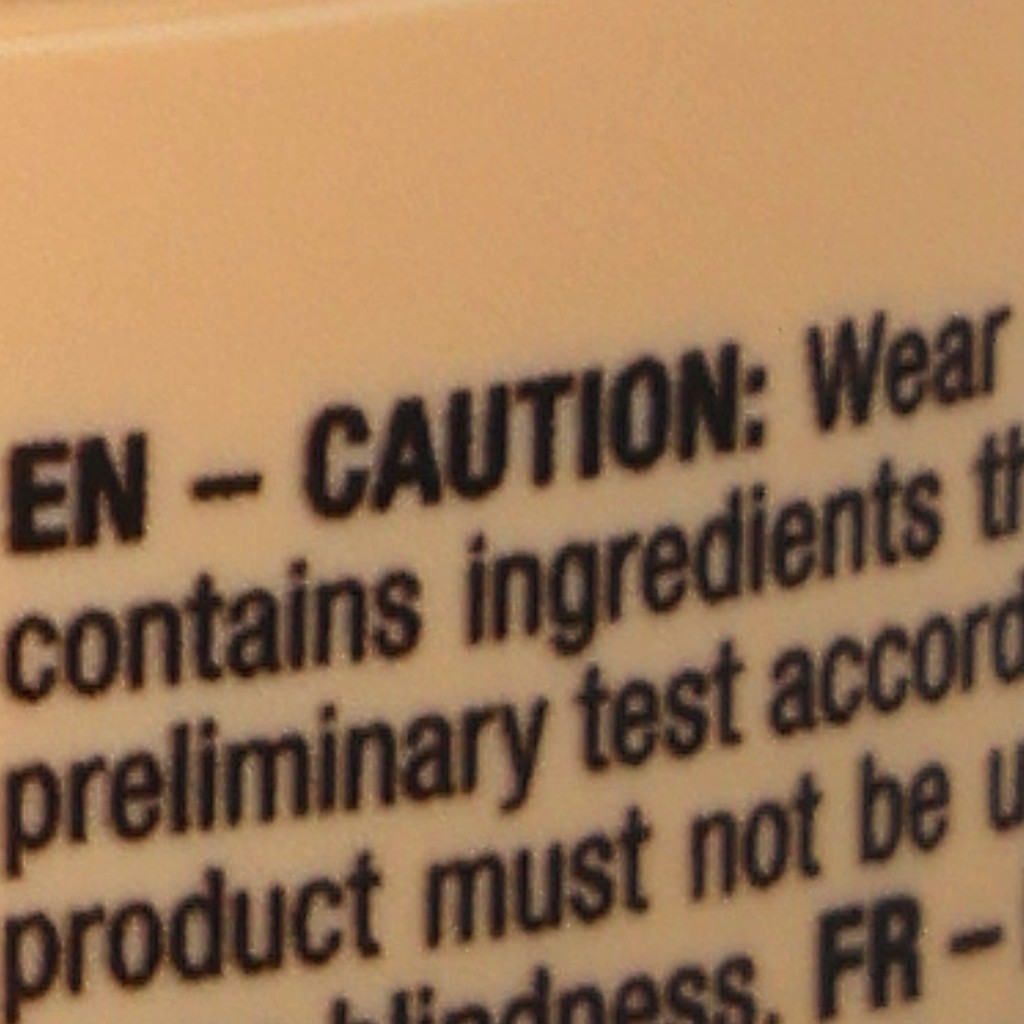 EN – CAUTION: Wear
contains ingredients
preliminary test
product must not be
blindness. FR –